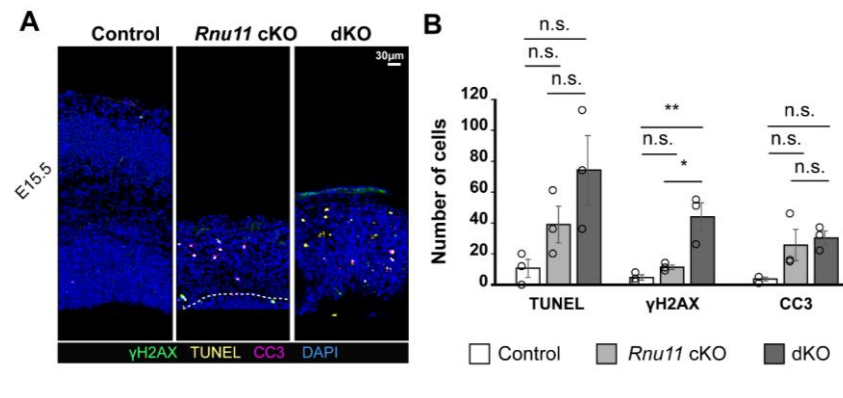 A
Control Rnu11 cKO dKO
30μm
E15.5
γH2AX TUNEL CC3 DAPI
B
n.s.
n.s.
n.s.
**
n.s.
*
n.s.
n.s.
n.s.
Number of cells
120
100
80
60
40
20
0
TUNEL γH2AX CC3
Control Rnu11 cKO dKO